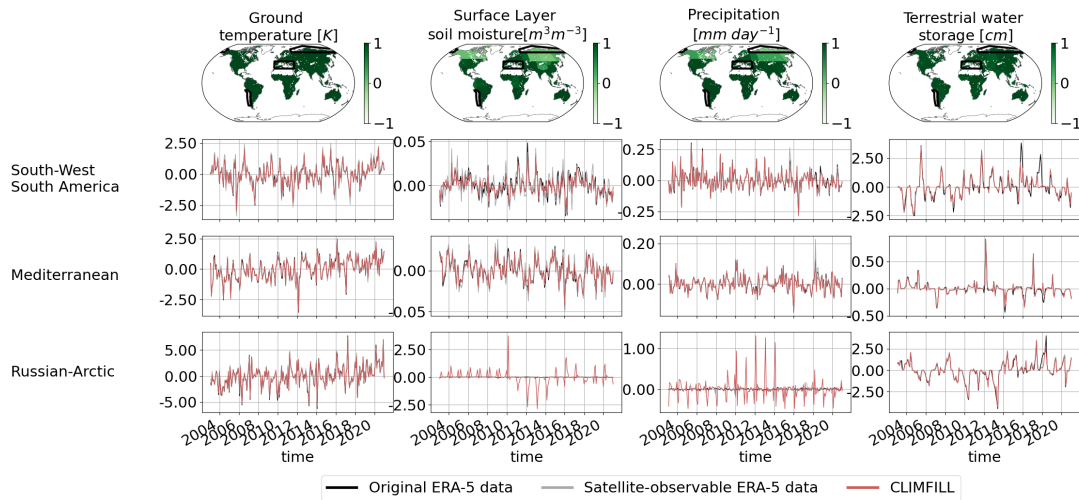 Ground
temperature [K]
Surface Layer
soil moisture[m³m⁻³]
Precipitation
[mm day⁻¹]
Terrestrial water
storage [cm]
1
−1
1
−1
1
−1
1
−1
South-West
South America
2.50
0.00
-2.50
0.05
0.00
0.25
0.00
-0.25
2.50
0.00
-2.50
Mediterranean
2.50
0.00
-2.50
0.00
-0.05
0.20
0.00
0.50
0.00
-0.50
Russian-Arctic
5.00
0.00
-5.00
2.50
0.00
-2.50
1.00
0.00
2.50
0.00
-2.50
2004 2006 2008 2010 2012 2014 2016 2018 2020
time
2004 2006 2008 2010 2012 2014 2016 2018 2020
time
2004 2006 2008 2010 2012 2014 2016 2018 2020
time
2004 2006 2008 2010 2012 2014 2016 2018 2020
time
Original ERA-5 data
Satellite-observable ERA-5 data
CLIMFILL